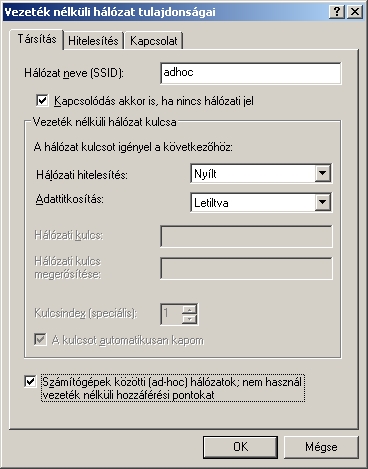 Vezeték nélküli hálózat tulajdonságai
Társítás Hitelesítés Kapcsolat
Hálózat neve (SSID): adhoc
Kapcsolódás akkor is, ha nincs hálózati jel
Vezeték nélküli hálózat kulcsa
A hálózat kulcsot igényel a következőhöz:
Hálózati hitelesítés: Nyílt
Adattitkosítás: Letiltva
Hálózati kulcs:
Hálózati kulcs
megerősítése:
Kulcsindex (speciális): 1
A kulcsot automatikusan kapom
Számítógépek közötti (ad-hoc) hálózatok; nem használ
vezeték nélküli hozzáférési pontokat
OK Mégse